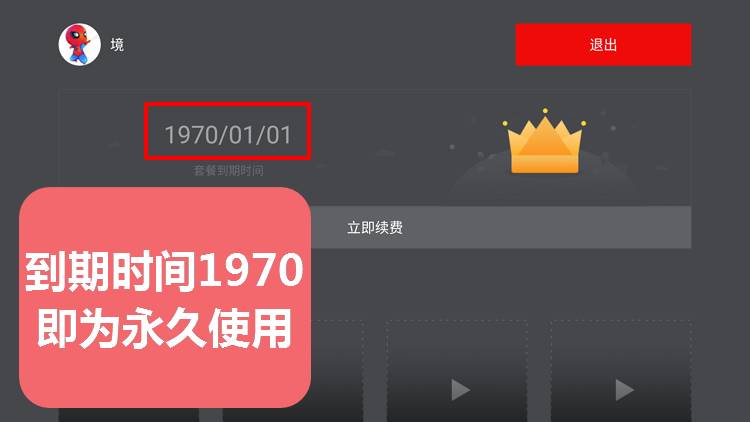 境
退出
1970/01/01
套餐到期时间
立即续费
到期时间1970
即为永久使用